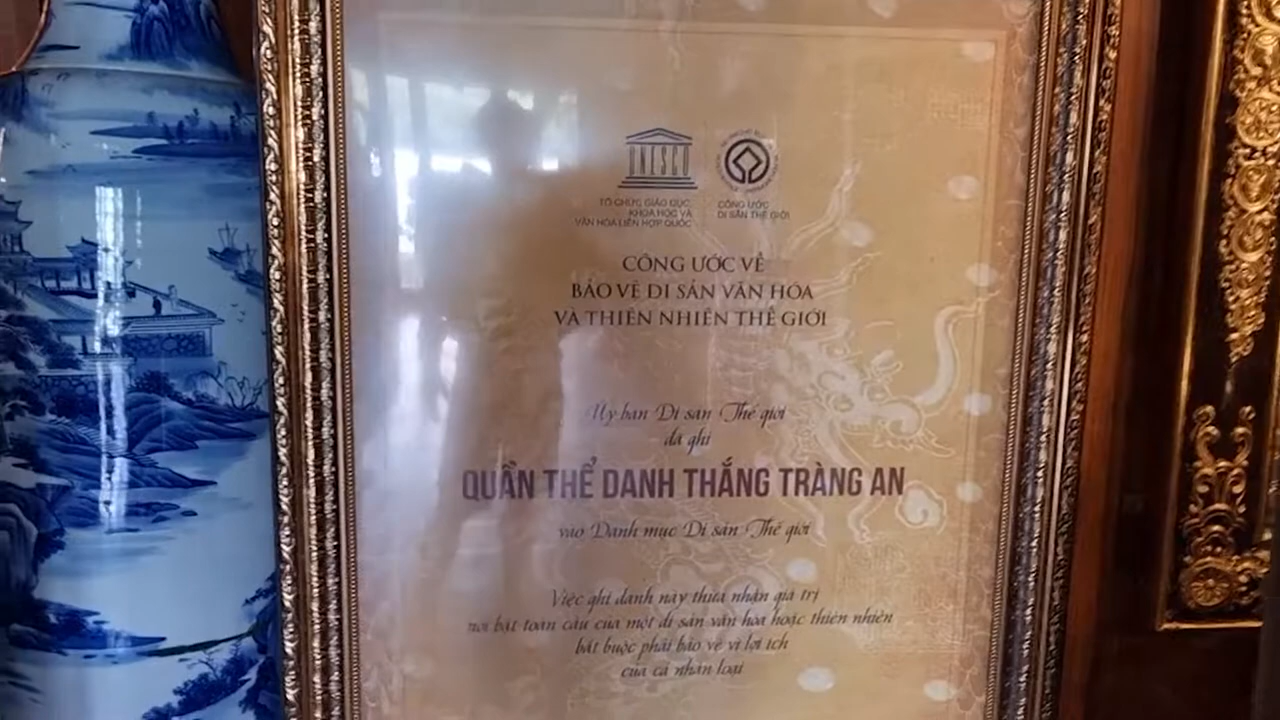 UNESCO
TỔ CHỨC GIÁO DỤC,
KHOA HỌC VÀ
VĂN HÓA LIÊN HỢP QUỐC
CÔNG ƯỚC
DI SẢN THẾ GIỚI
CÔNG ƯỚC VỀ
BẢO VỆ DI SẢN VĂN HÓA
VÀ THIÊN NHIÊN THẾ GIỚI
Ủy ban Di sản Thế giới
đã ghi
QUẦN THỂ DANH THẮNG TRÀNG AN
vào Danh mục Di sản Thế giới
Việc ghi danh này thừa nhận giá trị
nổi bật toàn cầu của một di sản văn hóa hoặc thiên nhiên
bắt buộc phải bảo vệ vì lợi ích
của cả nhân loại